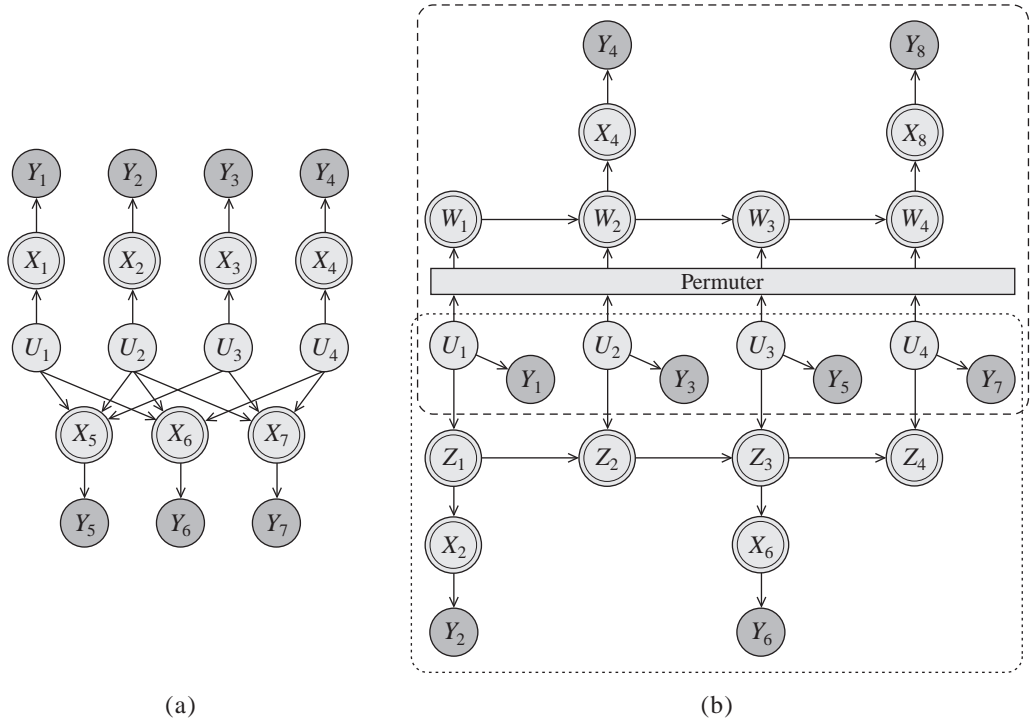 Y1 Y2 Y3 Y4
X1 X2 X3 X4
U1 U2 U3 U4
X5 X6 X7
Y5 Y6 Y7
(a)
Y4 Y8
X4 X8
W1 W2 W3 W4
Permuter
U1 U2 U3 U4
Y1 Y3 Y5 Y7
Z1 Z2 Z3 Z4
X2 X6
Y2 Y6
(b)